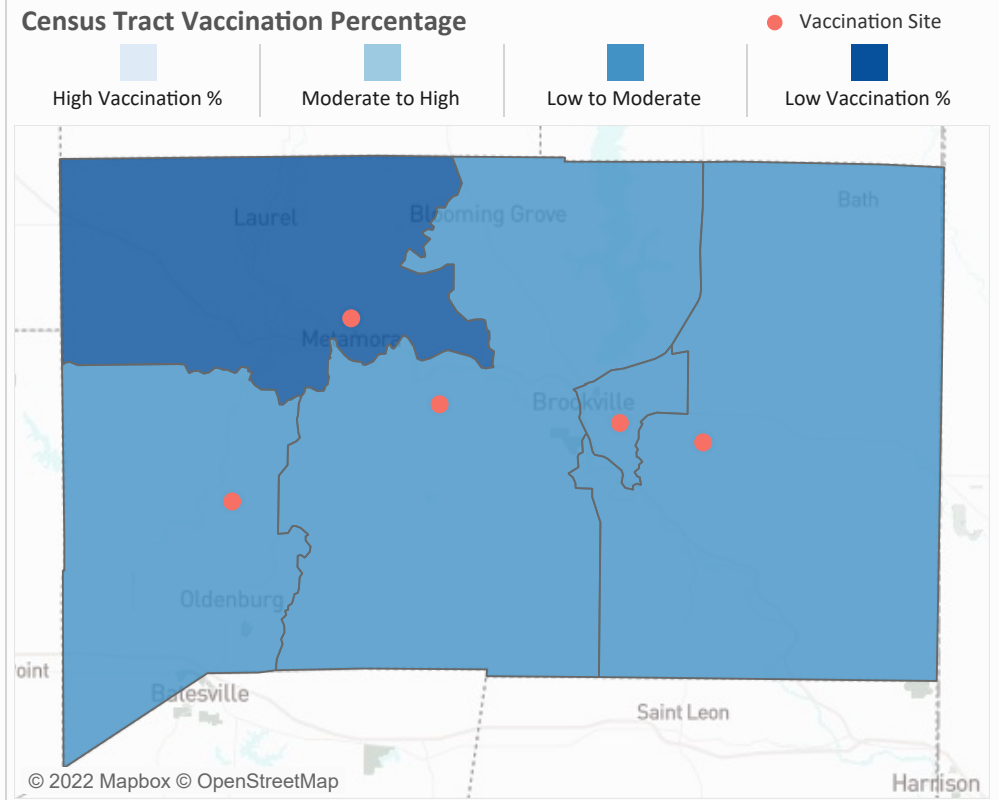 Census Tract Vaccination Percentage
Vaccination Site
High Vaccination %
Moderate to High
Low to Moderate
Low Vaccination %
Bath
Laurel
Blooming Grove
Metamora
Brookville
Oldenburg
oint
Batesville
Saint Leon
© 2022 Mapbox © OpenStreetMap
Harrison